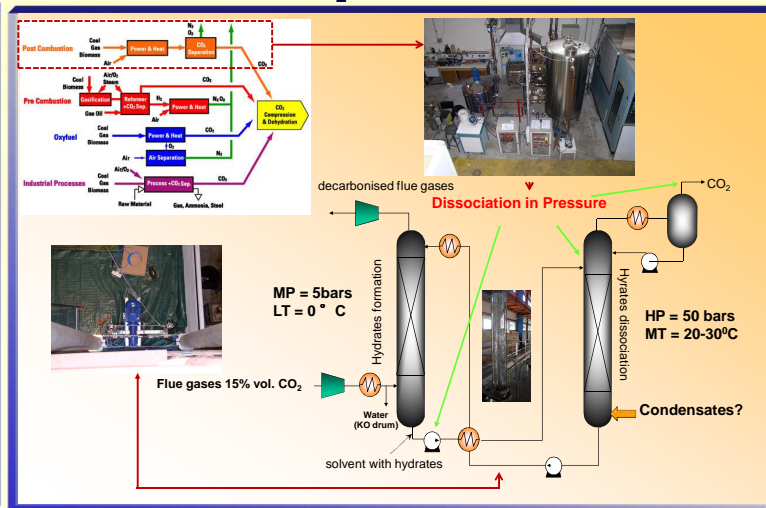 N₂
O₂
Post Combustion
Coal
Gas
Biomass
Air
Power & Heat
CO₂
Separation
CO₂
Coal
Biomass
Air/O₂
Steam
CO₂
Pre Combustion
Gasification
Reformer
+CO₂ Sep.
H₂
Power & Heat
N₂ O₂
Gas Oil
Air
CO₂
Compression
& Dehydration
Oxyfuel
Coal
Gas
Biomass
Power & Heat
CO₂
O₂
Air
Air Separation
N₂
Air/O₂
Industrial Processes
Coal
Gas
Biomass
Process +CO₂ Sep.
CO₂
Raw Material
Gas, Ammonia, Steel
decarbonised flue gases
Dissociation in Pressure
CO₂
MP = 5bars
LT = 0 ° C
Hydrates formation
Hyrates dissociation
HP = 50 bars
MT = 20-30⁰C
Flue gases 15% vol. CO₂
Water
(KO drum)
Condensates?
solvent with hydrates